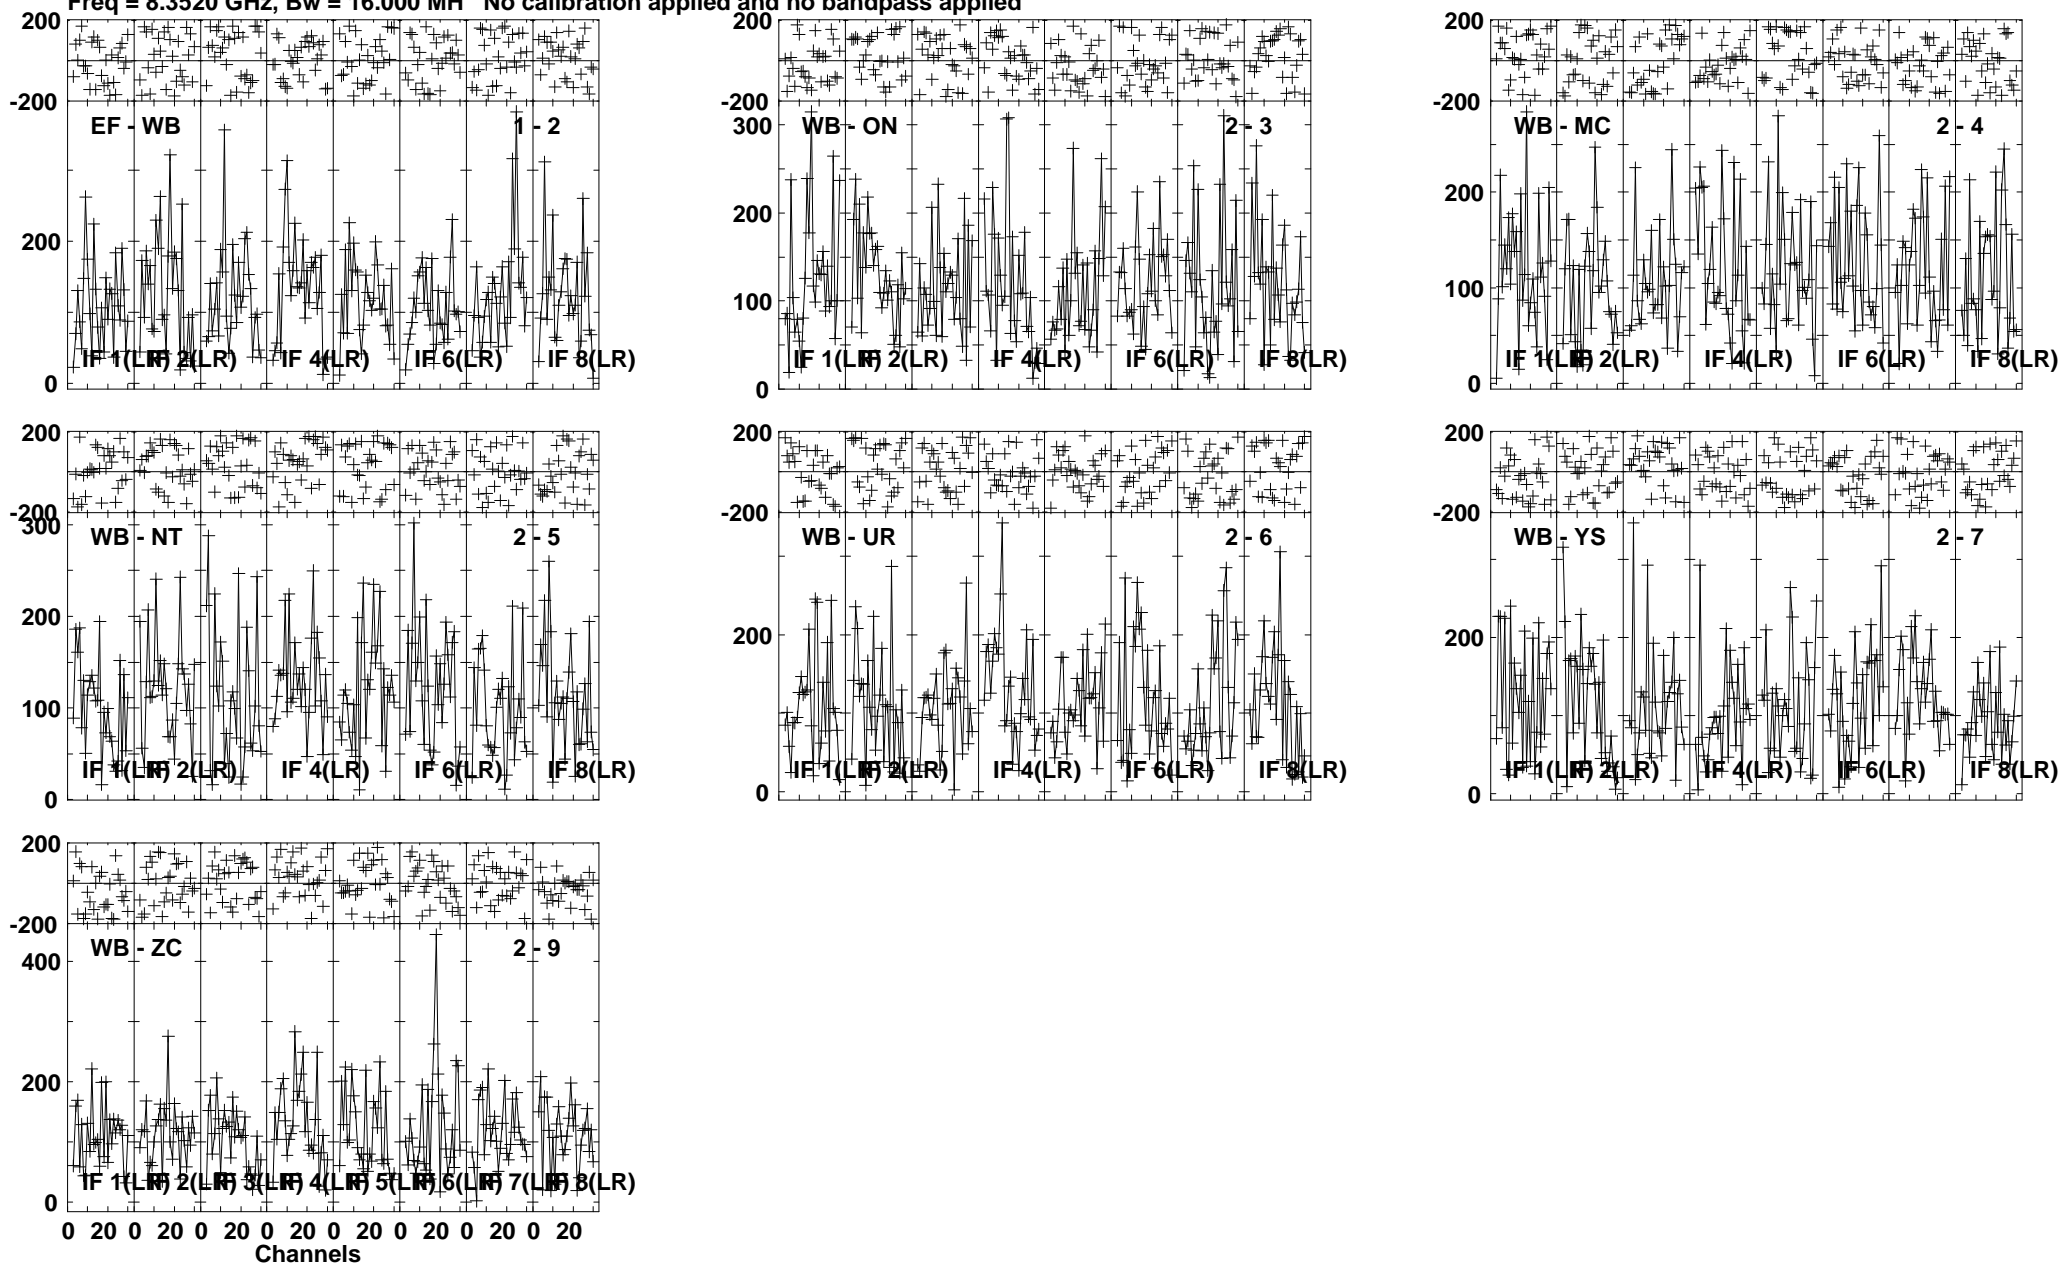 Freq = 8.3520 GHz, Bw = 16.000 MH No calibration applied and no bandpass applied
200
-200
EF - WB 1 - 2
200
0
IF 1(LR) IF 2(LR) IF 4(LR) IF 6(LR) IF 8(LR)
WB - ON 2 - 3
300
200
100
0
IF 1(LR) IF 2(LR) IF 4(LR) IF 6(LR) IF 8(LR)
200
-200
WB - MC 2 - 4
200
100
0
IF 1(LR) IF 2(LR) IF 4(LR) IF 6(LR) IF 8(LR)
200
-200
300
WB - NT 2 - 5
200
100
0
IF 1(LR) IF 2(LR) IF 4(LR) IF 6(LR) IF 8(LR)
200
-200
WB - UR 2 - 6
200
0
IF 1(LR) IF 2(LR) IF 4(LR) IF 6(LR) IF 8(LR)
200
-200
WB - YS 2 - 7
200
0
IF 1(LR) IF 2(LR) IF 4(LR) IF 6(LR) IF 8(LR)
200
-200
WB - ZC 2 - 9
400
200
0
IF 1(LR) IF 2(LR) IF 3(LR) IF 4(LR) IF 5(LR) IF 6(LR) IF 7(LR) IF 8(LR)
0 20 0 20 0 20 0 20 0 20 0 20 0 20 0 20
Channels